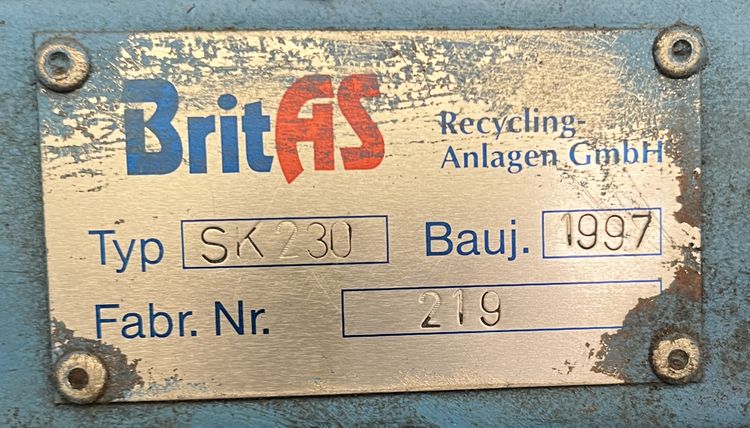 BritAS Recycling-
Anlagen GmbH
Typ SK 230 Bauj. 1997
Fabr. Nr. 219